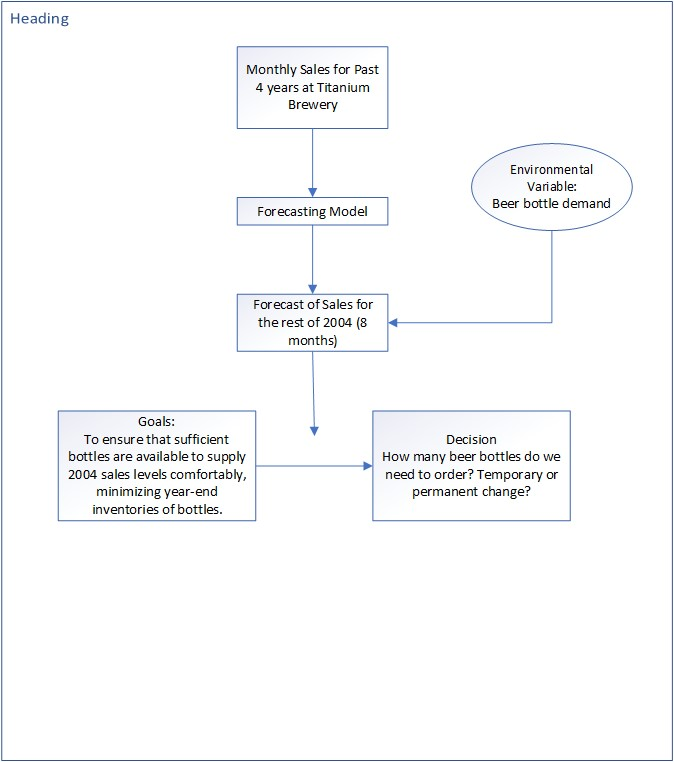 Heading
Monthly Sales for Past
4 years at Titanium
Brewery
Environmental
Variable:
Beer bottle demand
Forecasting Model
Forecast of Sales for
the rest of 2004 (8
months)
Goals:
To ensure that sufficient
bottles are available to supply
2004 sales levels comfortably,
minimizing year-end
inventories of bottles.
Decision
How many beer bottles do we
need to order? Temporary or
permanent change?